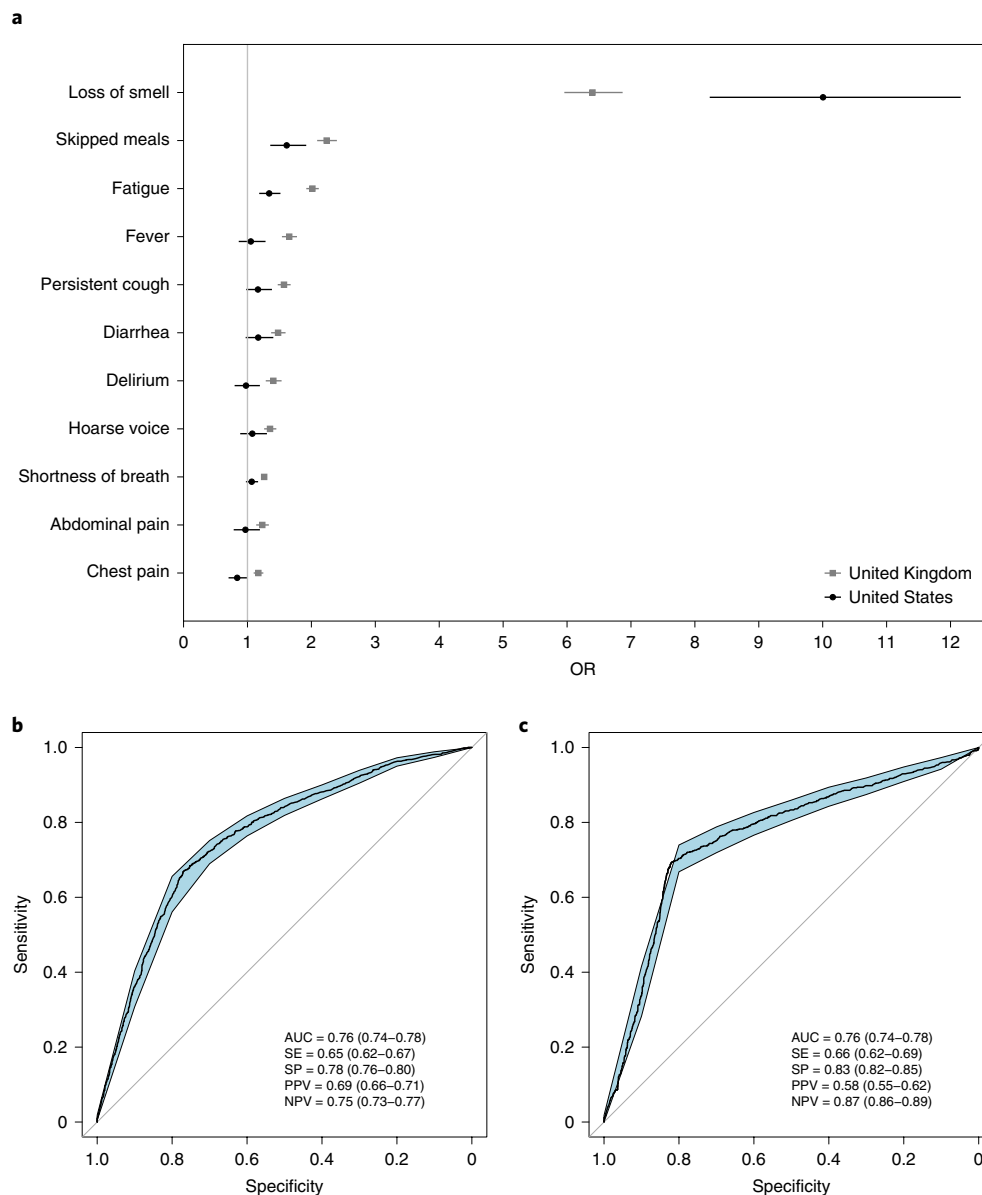 a
Loss of smell
Skipped meals
Fatigue
Fever
Persistent cough
Diarrhea
Delirium
Hoarse voice
Shortness of breath
Abdominal pain
Chest pain
United Kingdom
United States
0 1 2 3 4 5 6 7 8 9 10 11 12
OR
b
1.0
0.8
0.6
0.4
0.2
0
Sensitivity
AUC = 0.76 (0.74–0.78)
SE = 0.65 (0.62–0.67)
SP = 0.78 (0.76–0.80)
PPV = 0.69 (0.66–0.71)
NPV = 0.75 (0.73–0.77)
1.0 0.8 0.6 0.4 0.2 0
Specificity
c
1.0
0.8
0.6
0.4
0.2
0
Sensitivity
AUC = 0.76 (0.74–0.78)
SE = 0.66 (0.62–0.69)
SP = 0.83 (0.82–0.85)
PPV = 0.58 (0.55–0.62)
NPV = 0.87 (0.86–0.89)
1.0 0.8 0.6 0.4 0.2 0
Specificity